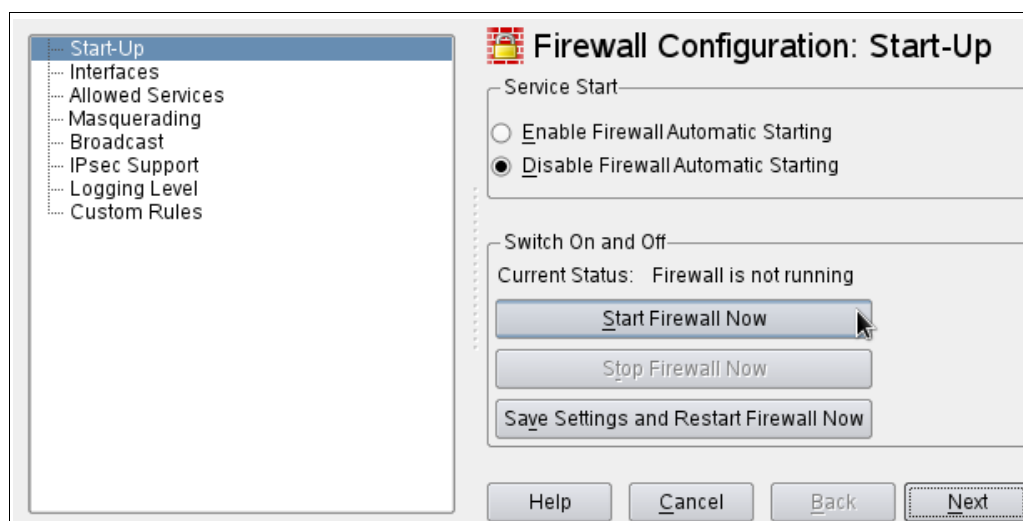 Start-Up
Interfaces
Allowed Services
Masquerading
Broadcast
IPsec Support
Logging Level
Custom Rules
Firewall Configuration: Start-Up
Service Start
Enable Firewall Automatic Starting
Disable Firewall Automatic Starting
Switch On and Off
Current Status: Firewall is not running
Start Firewall Now
Stop Firewall Now
Save Settings and Restart Firewall Now
Help Cancel Back Next